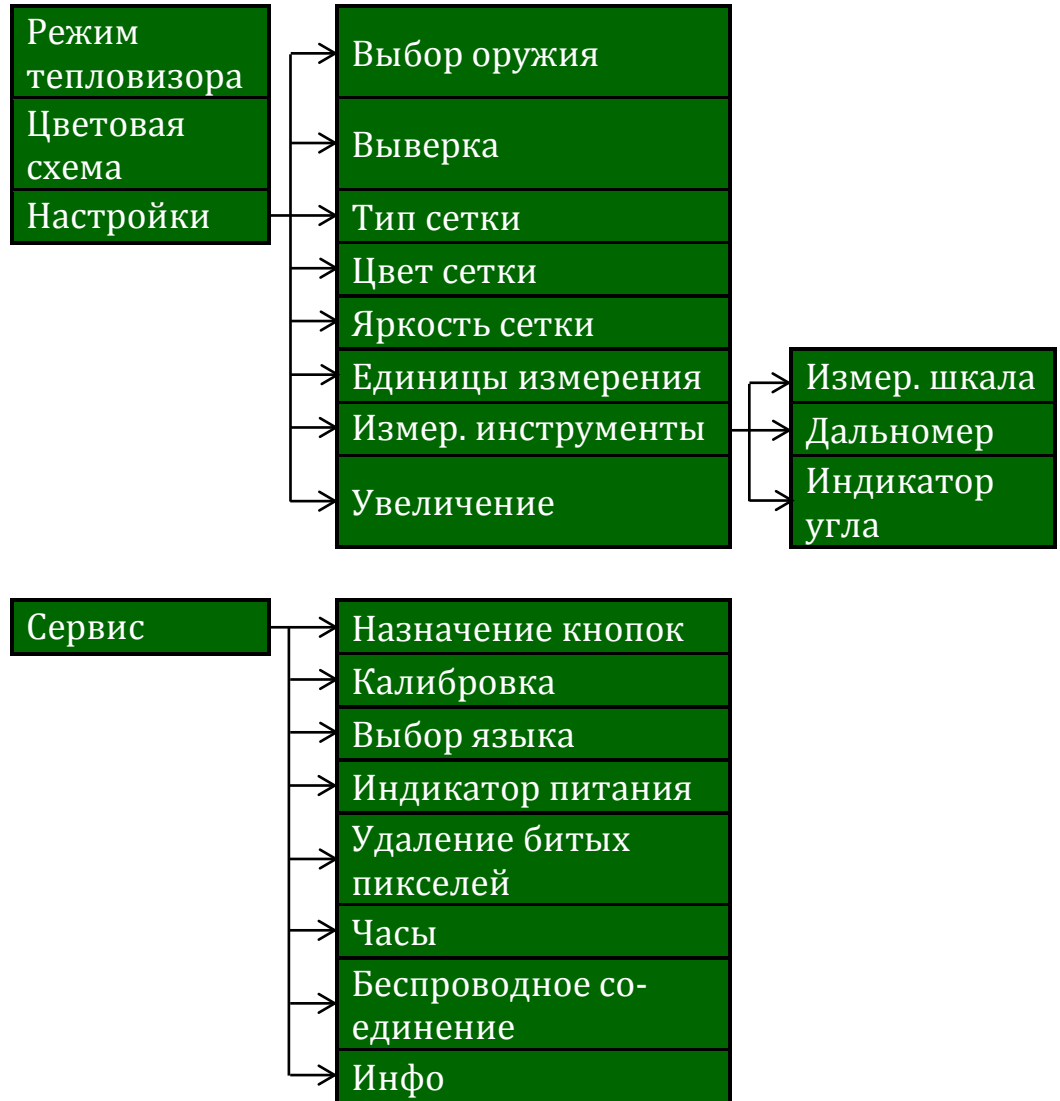 Режим
тепловизора
Цветовая
схема
Настройки
Выбор оружия
Выверка
Тип сетки
Цвет сетки
Яркость сетки
Единицы измерения
Измер. инструменты
Увеличение
Измер. шкала
Дальномер
Индикатор
угла
Сервис
Назначение кнопок
Калибровка
Выбор языка
Индикатор питания
Удаление битых
пикселей
Часы
Беспроводное со-
единение
Инфо